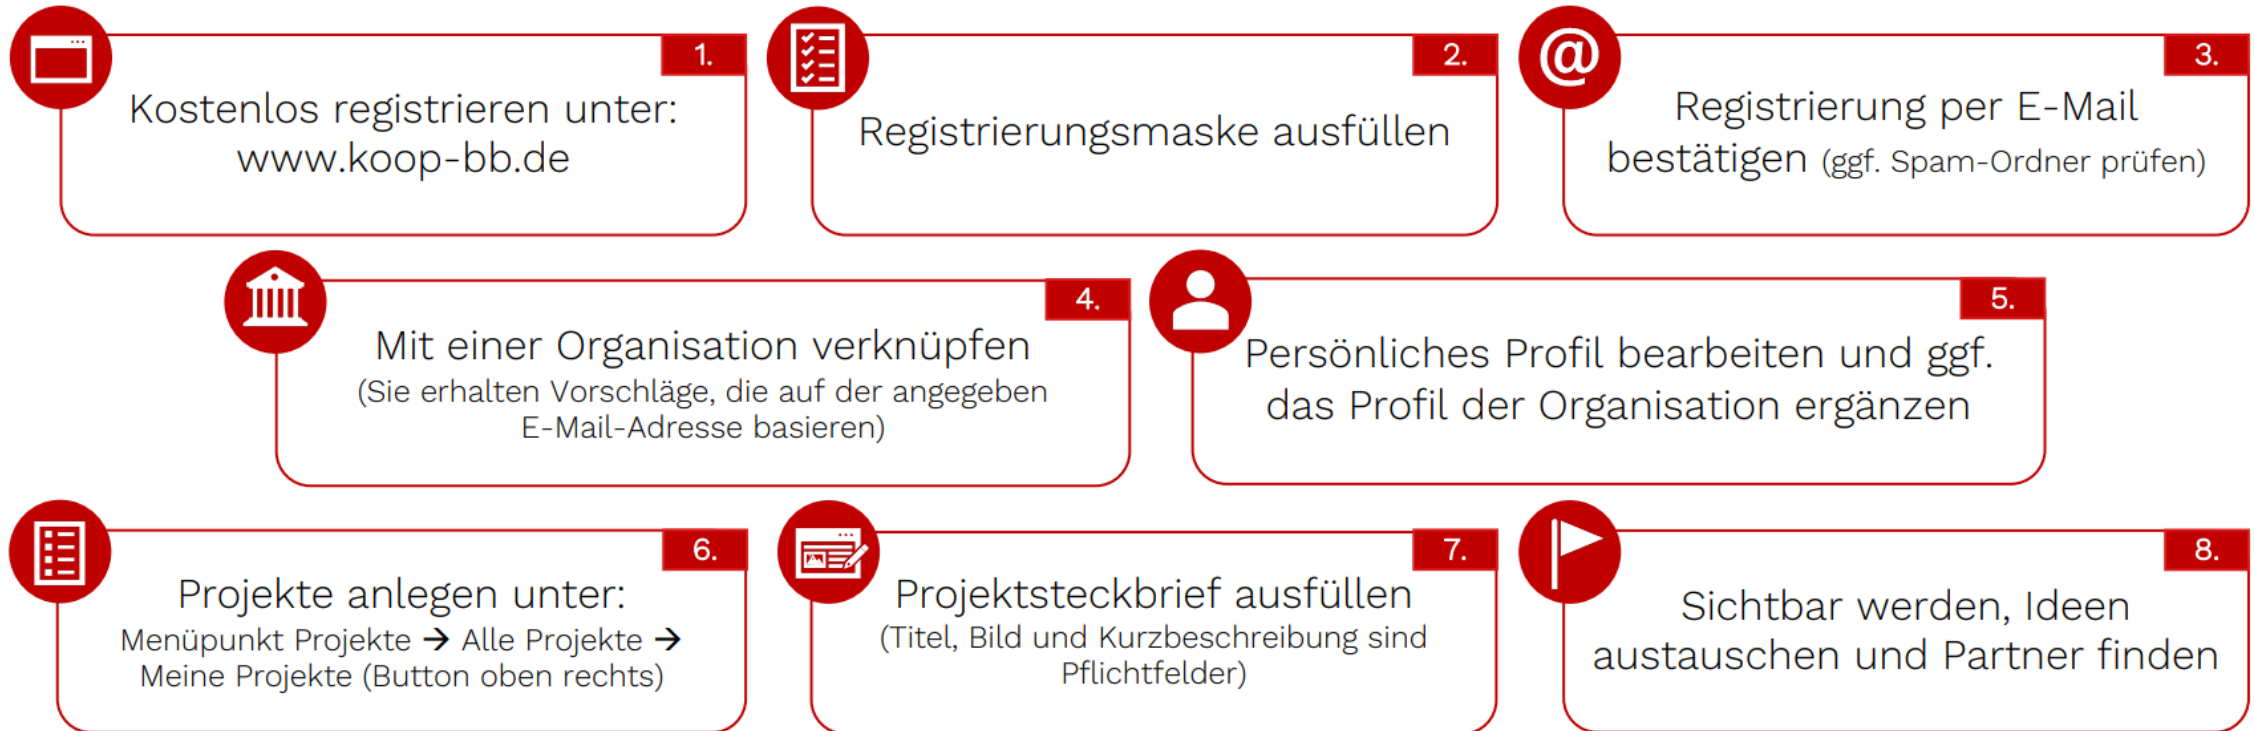 1.
Kostenlos registrieren unter:
www.koop-bb.de
2.
Registrierungsmaske ausfüllen
@
3.
Registrierung per E-Mail
bestätigen (ggf. Spam-Ordner prüfen)
4.
Mit einer Organisation verknüpfen
(Sie erhalten Vorschläge, die auf der angegeben
E-Mail-Adresse basieren)
5.
Persönliches Profil bearbeiten und ggf.
das Profil der Organisation ergänzen
6.
Projekte anlegen unter:
Menüpunkt Projekte → Alle Projekte →
Meine Projekte (Button oben rechts)
7.
Projektsteckbrief ausfüllen
(Titel, Bild und Kurzbeschreibung sind
Pflichtfelder)
8.
Sichtbar werden, Ideen
austauschen und Partner finden